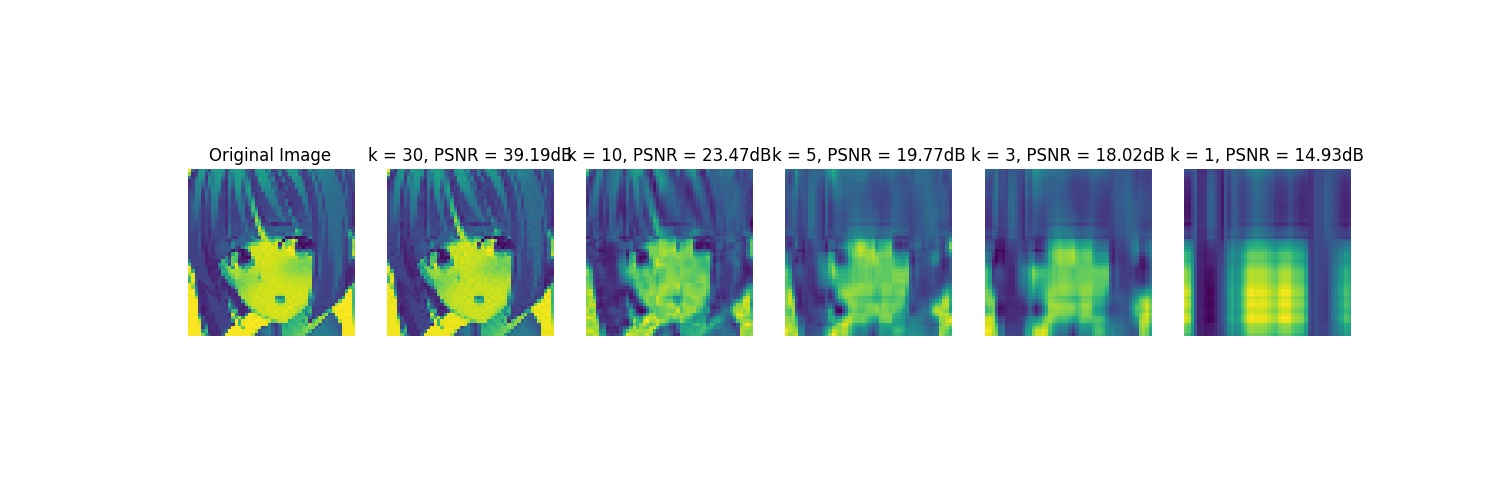 Original Image
k = 30, PSNR = 39.19dB
k = 10, PSNR = 23.47dB
k = 5, PSNR = 19.77dB
k = 3, PSNR = 18.02dB
k = 1, PSNR = 14.93dB